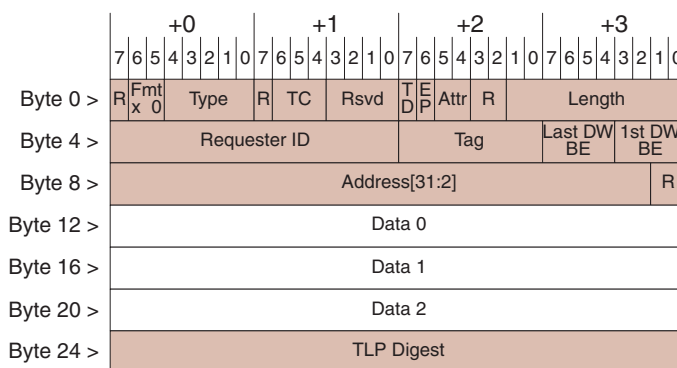 +0 +1 +2 +3
7 6 5 4 3 2 1 0 7 6 5 4 3 2 1 0 7 6 5 4 3 2 1 0 7 6 5 4 3 2 1 0
Byte 0 > R Fmt x 0 Type R TC Rsvd TD EP Attr R Length
Byte 4 > Requester ID Tag Last DW BE 1st DW BE
Byte 8 > Address[31:2] R
Byte 12 > Data 0
Byte 16 > Data 1
Byte 20 > Data 2
Byte 24 > TLP Digest